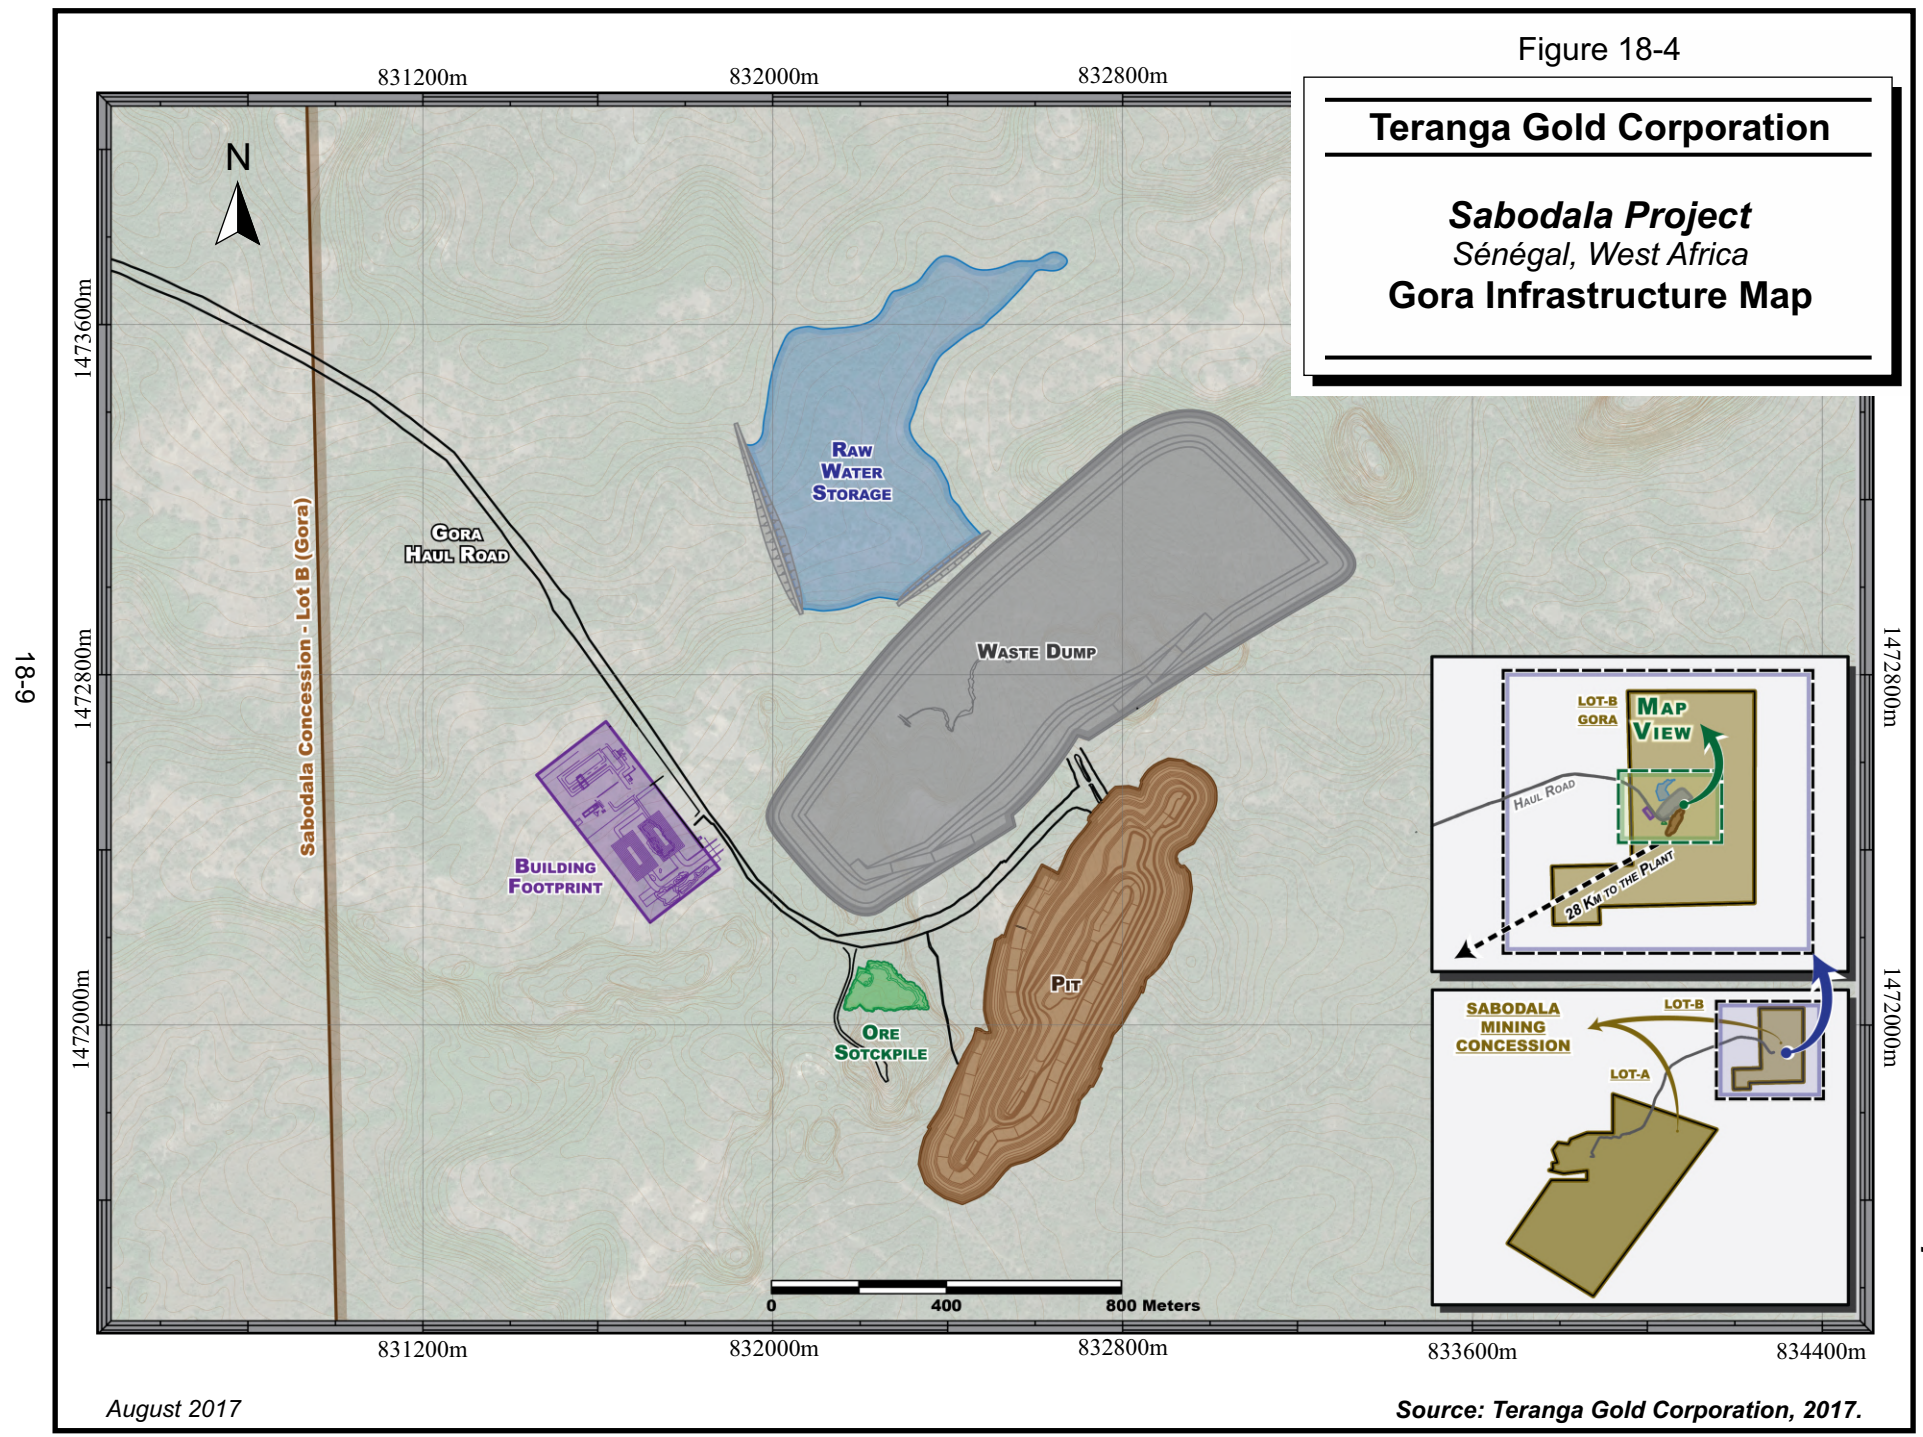 Figure 18-4
Teranga Gold Corporation
Sabodala Project
Sénégal, West Africa
Gora Infrastructure Map
831200m
832000m
832800m
N
1473600m
1472800m
1472000m
18-9
Sabodala Concession - Lot B (Gora)
GORA
HAUL ROAD
RAW
WATER
STORAGE
WASTE DUMP
BUILDING
FOOTPRINT
PIT
ORE
SOTCKPILE
LOT-B
GORA
MAP
VIEW
HAUL ROAD
28 KM TO THE PLANT
1472800m
SABODALA
MINING
CONCESSION
LOT-B
LOT-A
1472000m
0
400
800 Meters
831200m
832000m
832800m
833600m
834400m
August 2017
Source: Teranga Gold Corporation, 2017.